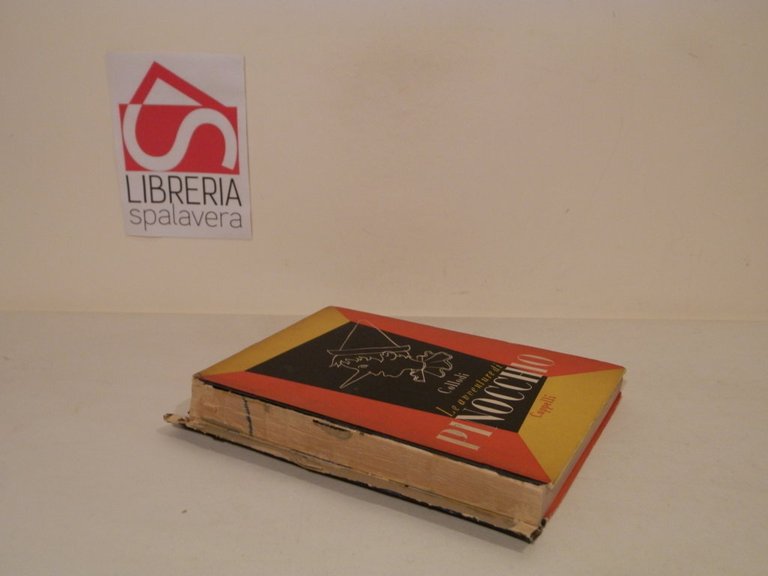 LIBRERIA
spalavera
Collodi
Le avventure di
PINOCCHIO
Cappelli